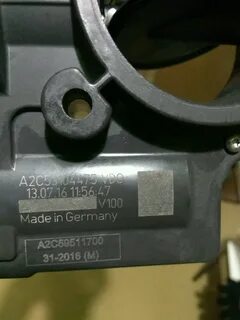 13.07.16 11:56:47
V100
Made in Germany
A2C59511700
31-2016 (M)